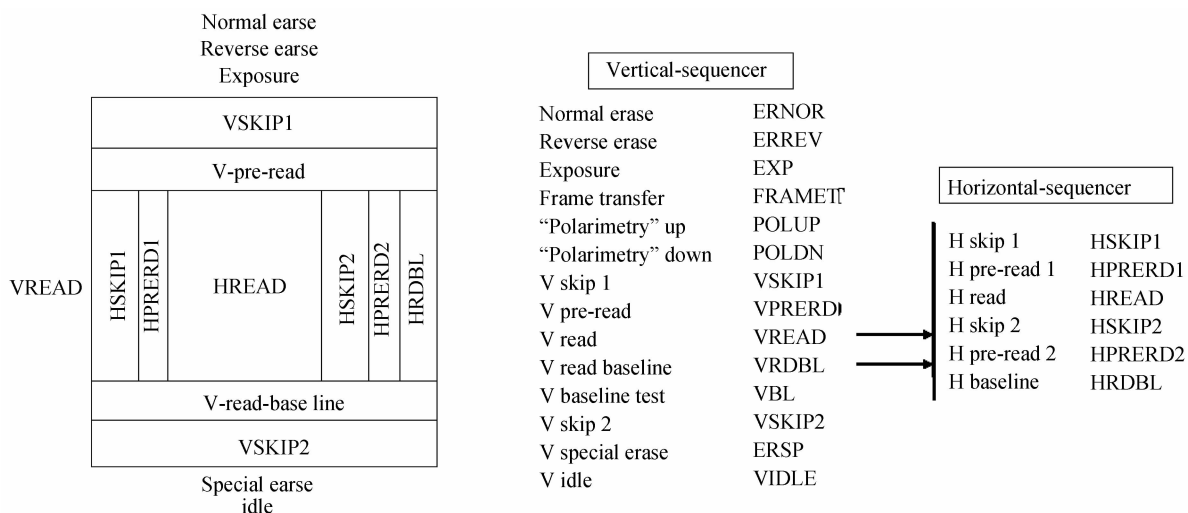 Normal earse
Reverse earse
Exposure
VSKIP1
V-pre-read
VREAD
HSKIP1
HPRERD1
HREAD
HSKIP2
HPRERD2
HRDBL
V-read-base line
VSKIP2
Special earse
idle
Vertical-sequencer
Normal erase ERNOR
Reverse erase ERREV
Exposure EXP
Frame transfer FRAMET
“Polarimetry” up POLUP
“Polarimetry” down POLDN
V skip 1 VSKIP1
V pre-read VPRERD
V read VREAD
V read baseline VRDBL
V baseline test VBL
V skip 2 VSKIP2
V special erase ERSP
V idle VIDLE
Horizontal-sequencer
H skip 1 HSKIP1
H pre-read 1 HPRERD1
H read HREAD
H skip 2 HSKIP2
H pre-read 2 HPRERD2
H baseline HRDBL